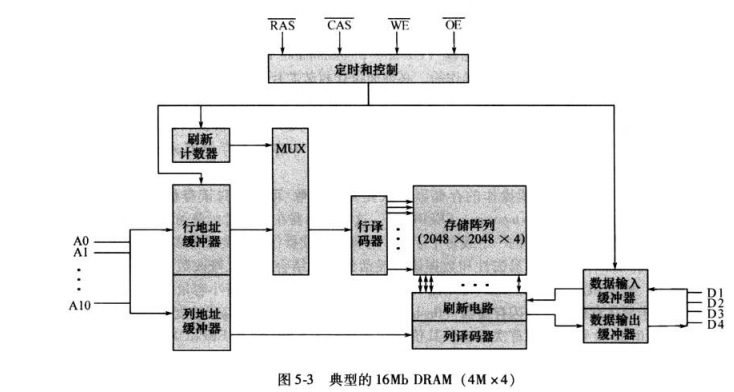 RAS CAS WE OE
定时和控制
刷新
计数器
MUX
行地址
缓冲器
行译
码器
存储阵列
(2048 × 2048 × 4)
A0
A1
A10
列地址
缓冲器
刷新电路
列译码器
数据输入
缓冲器
数据输出
缓冲器
D1
D2
D3
D4
图 5-3 典型的 16Mb DRAM（4M ×4）